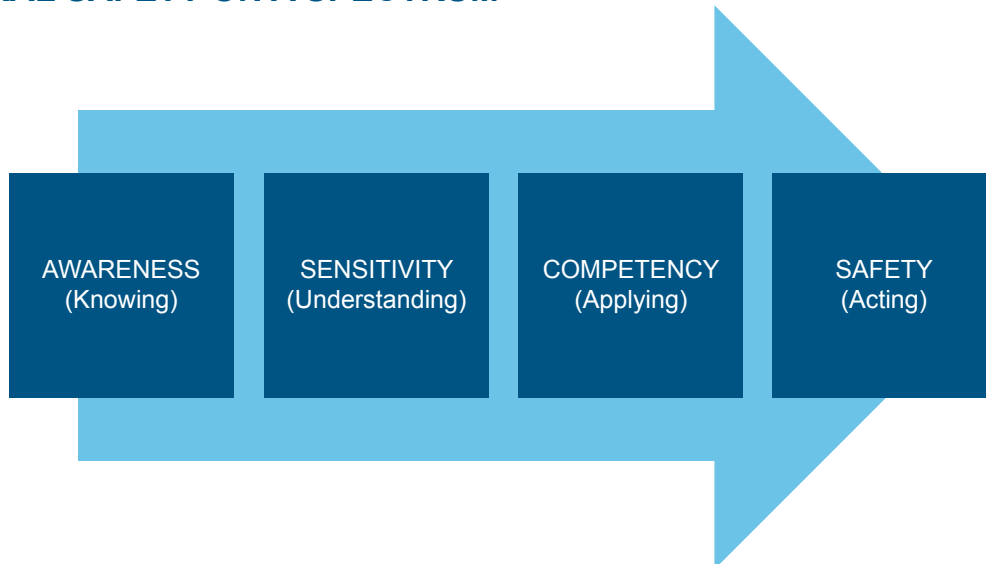 AWARENESS
(Knowing)
SENSITIVITY
(Understanding)
COMPETENCY
(Applying)
SAFETY
(Acting)